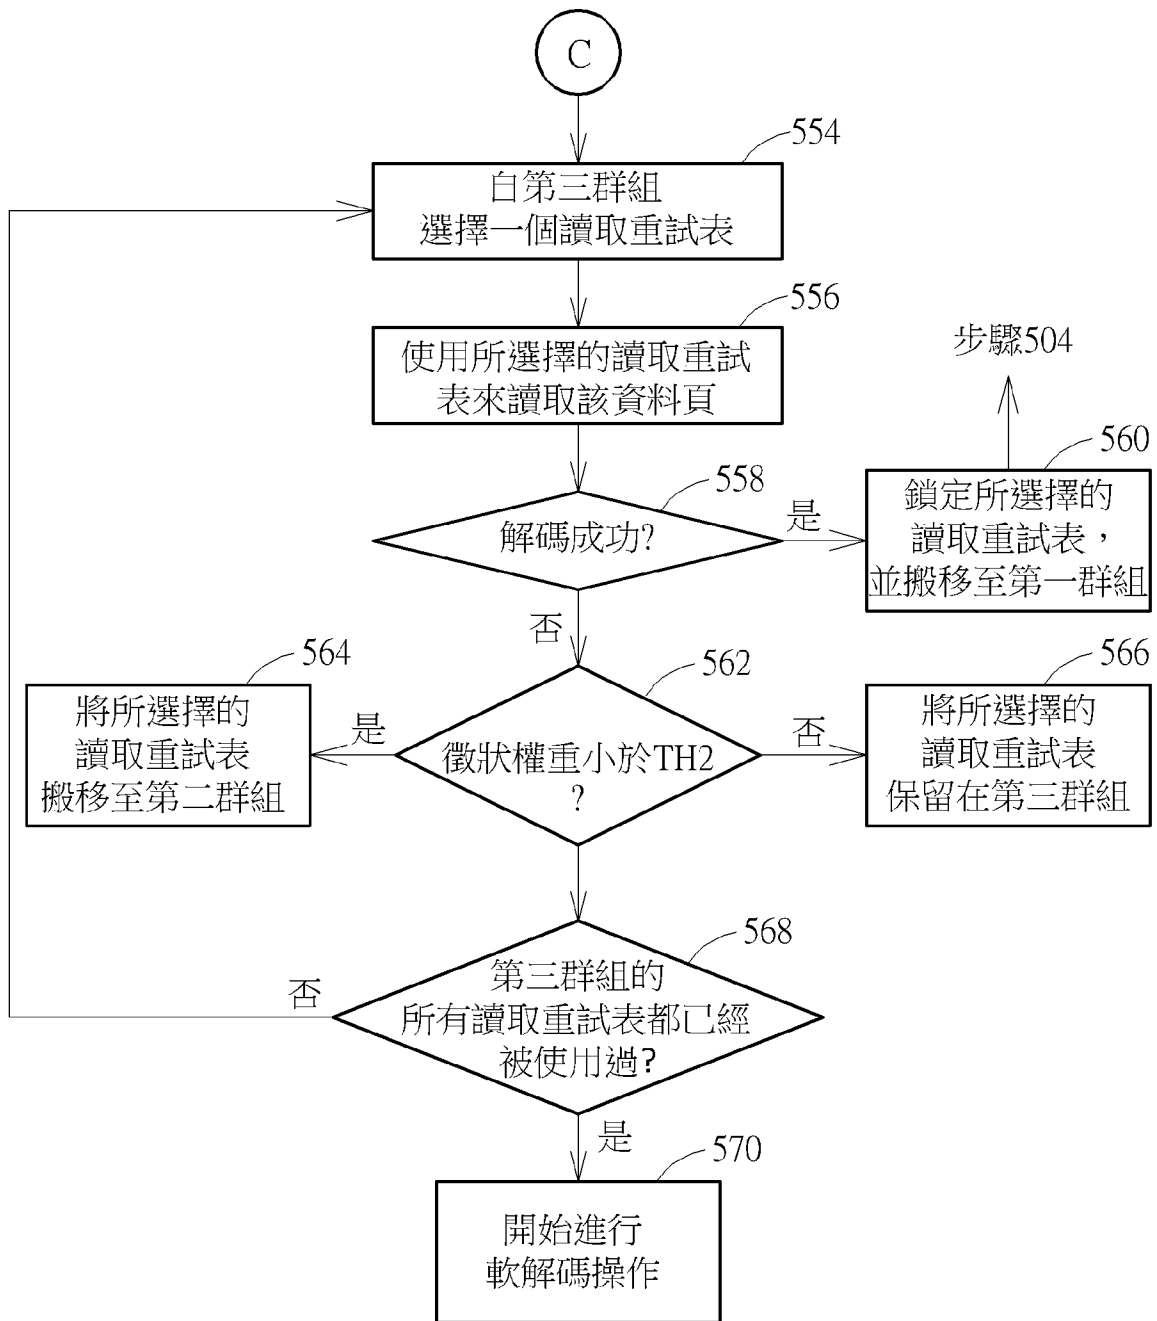 C
554
自第三群組
選擇一個讀取重試表
556
使用所選擇的讀取重試
表來讀取該資料頁
步驟504
558
解碼成功?
是
560
鎖定所選擇的
讀取重試表，
並搬移至第一群組
否
564
將所選擇的
讀取重試表
搬移至第二群組
是
562
徵狀權重小於TH2
?
否
566
將所選擇的
讀取重試表
保留在第三群組
568
第三群組的
所有讀取重試表都已經
被使用過?
否
是
570
開始進行
軟解碼操作